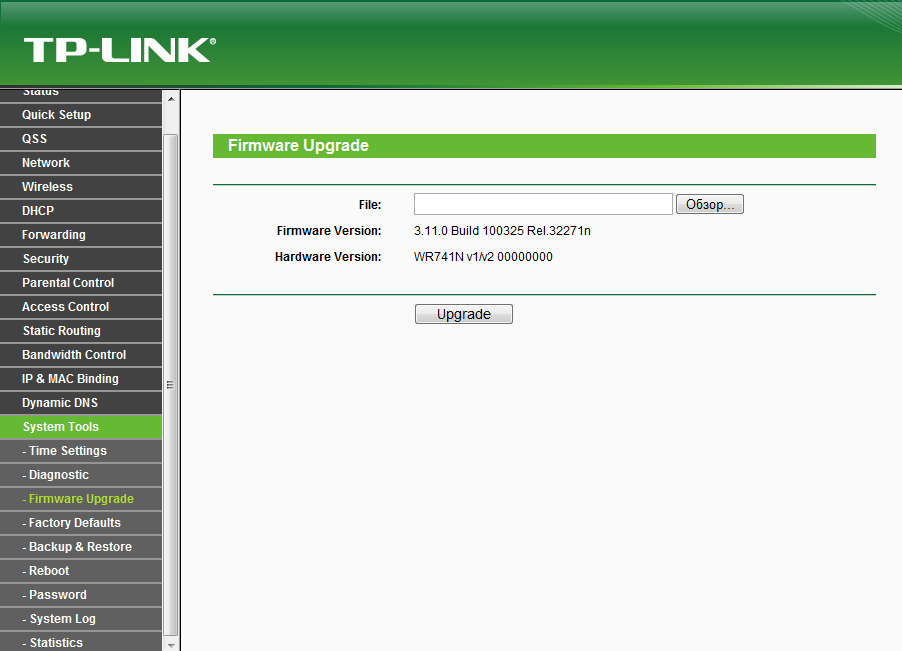 TP-LINK®
Status
Quick Setup
QSS
Network
Wireless
DHCP
Forwarding
Security
Parental Control
Access Control
Static Routing
Bandwidth Control
IP & MAC Binding
Dynamic DNS
System Tools
- Time Settings
- Diagnostic
- Firmware Upgrade
- Factory Defaults
- Backup & Restore
- Reboot
- Password
- System Log
- Statistics
Firmware Upgrade
File: Обзор...
Firmware Version: 3.11.0 Build 100325 Rel.32271n
Hardware Version: WR741N v1/v2 00000000
Upgrade